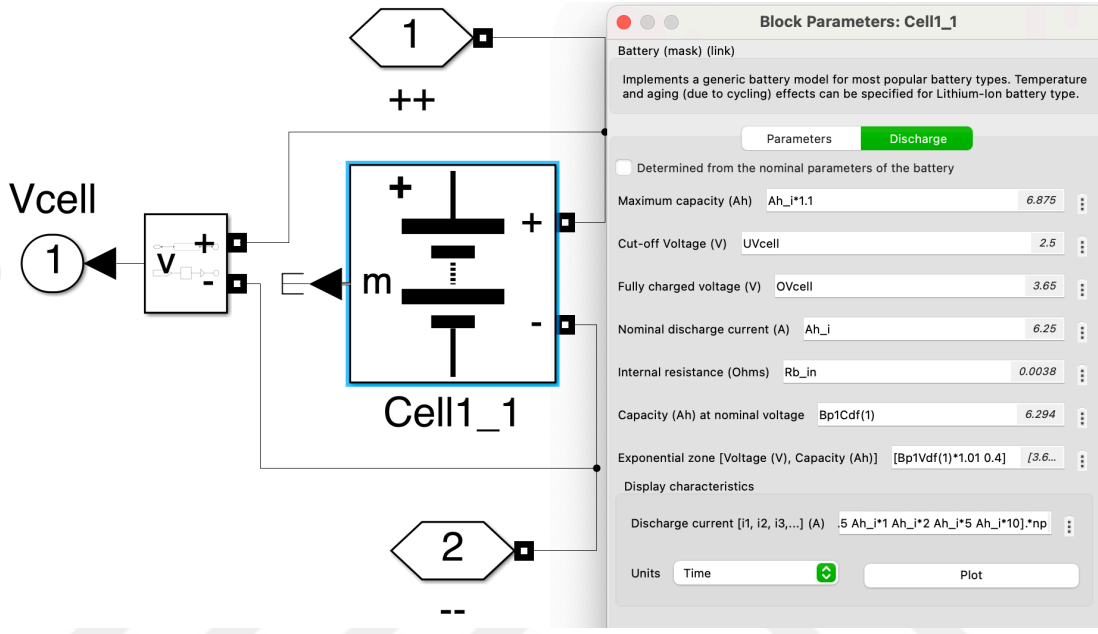 1
++
Vcell
1
+
v
-
+
m
+
-
Cell1_1
2
--
Block Parameters: Cell1_1
Battery (mask) (link)
Implements a generic battery model for most popular battery types. Temperature
and aging (due to cycling) effects can be specified for Lithium-Ion battery type.
Parameters Discharge
Determined from the nominal parameters of the battery
Maximum capacity (Ah) Ah_i*1.1 6.875
Cut-off Voltage (V) UVcell 2.5
Fully charged voltage (V) OVcell 3.65
Nominal discharge current (A) Ah_i 6.25
Internal resistance (Ohms) Rb_in 0.0038
Capacity (Ah) at nominal voltage Bp1Cdf(1) 6.294
Exponential zone [Voltage (V), Capacity (Ah)] [Bp1Vdf(1)*1.01 0.4] [3.6...
Display characteristics
Discharge current [i1, i2, i3,...] (A) .5 Ah_i*1 Ah_i*2 Ah_i*5 Ah_i*10].*np
Units Time Plot